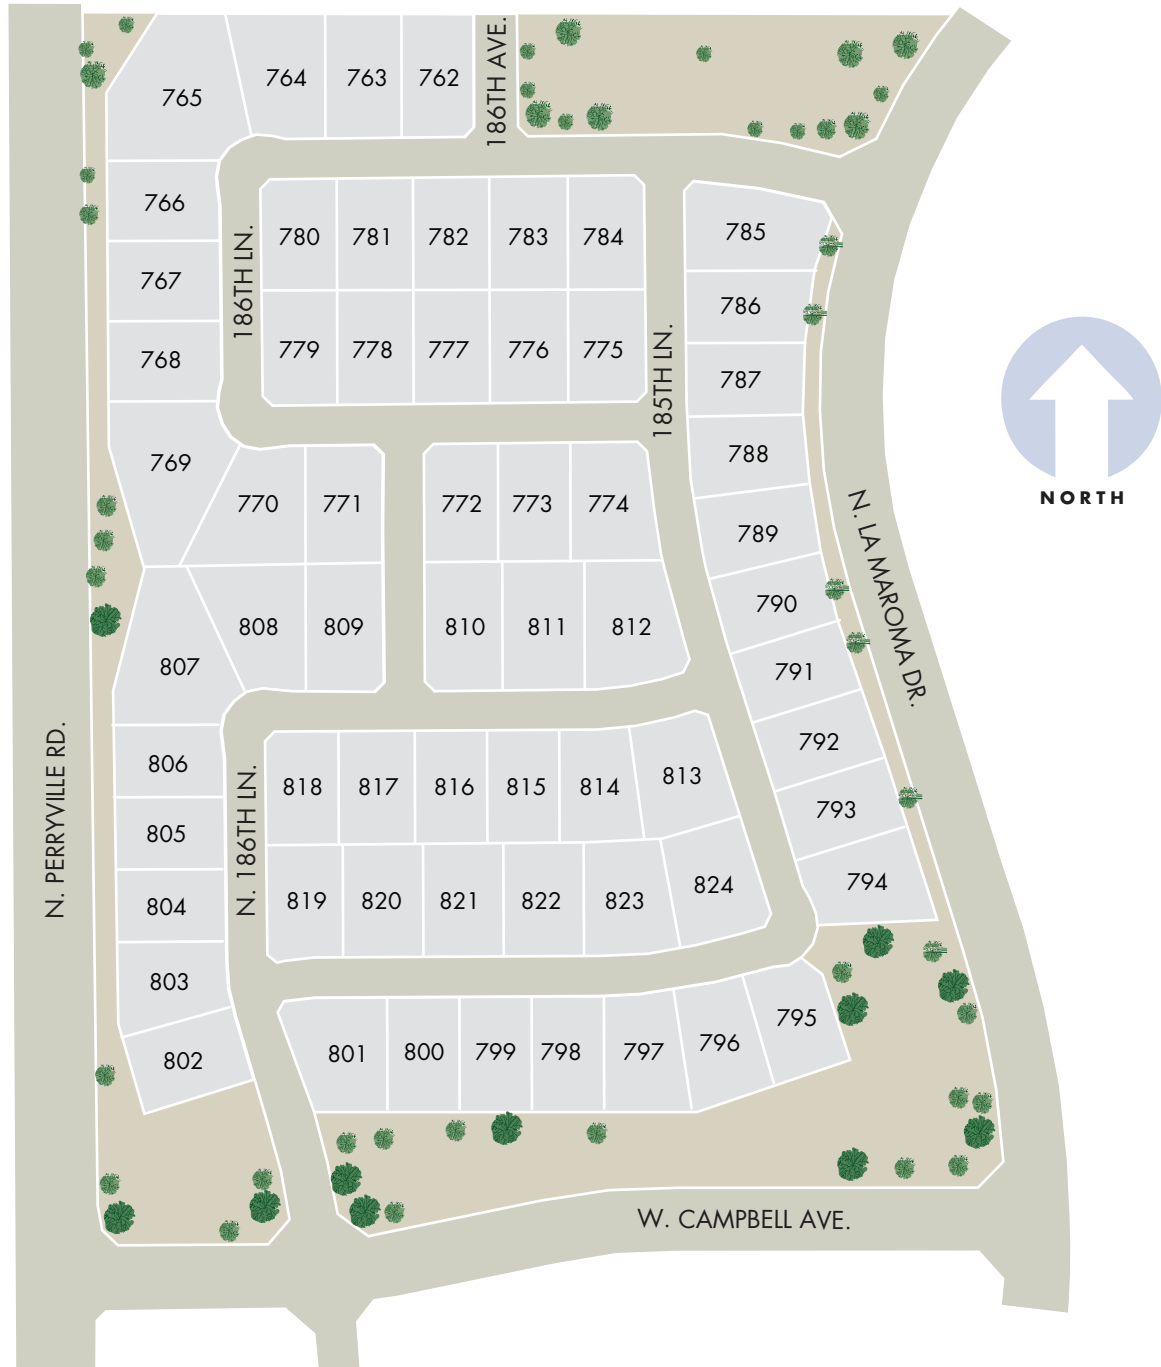 764 763 762
186TH AVE.
765
766
780 781 782 783 784
785
767
186TH LN.
786
768
779 778 777 776 775
185TH LN.
787
NORTH
769
788
770 771 772 773 774
789
N. LA MAROMA DR.
790
808 809 810 811 812
807
791
792
806
818 817 816 815 814 813
N. PERRYVILLE RD.
N. 186TH LN.
805
793
804
819 820 821 822 823 824
794
803
802
801 800 799 798 797 796 795
W. CAMPBELL AVE.